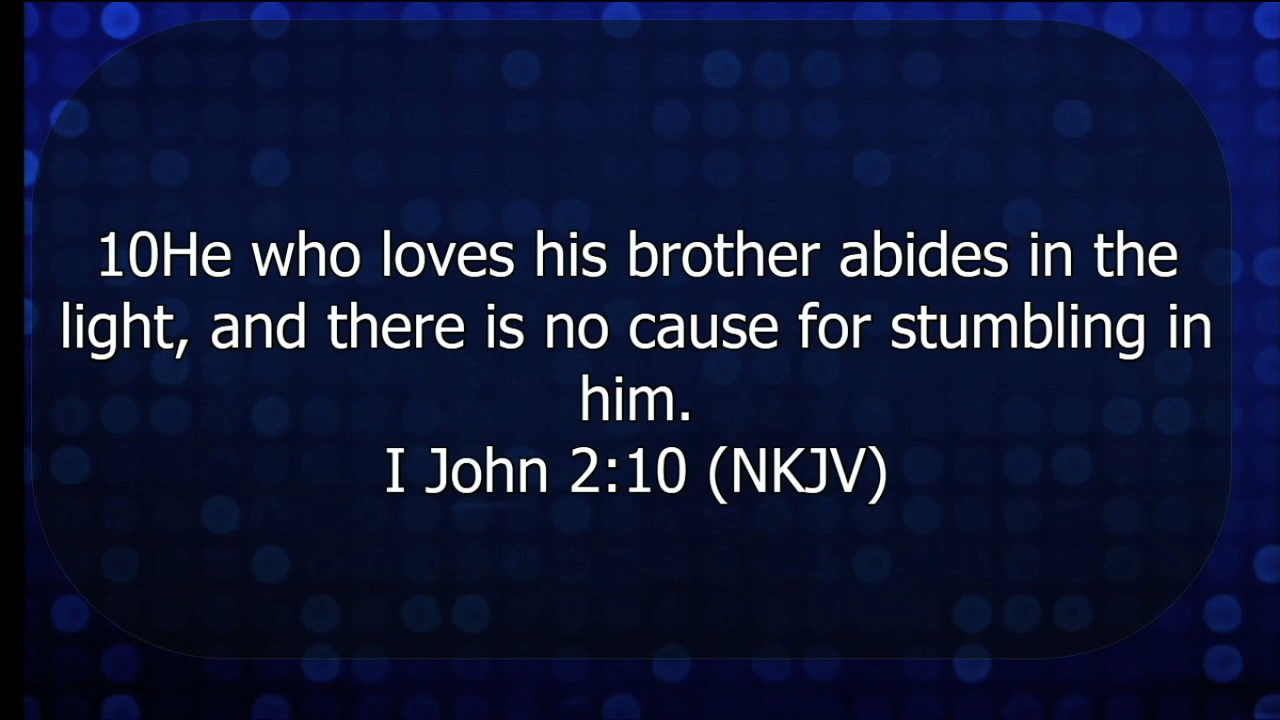 10He who loves his brother abides in the
light, and there is no cause for stumbling in
him.
I John 2:10 (NKJV)